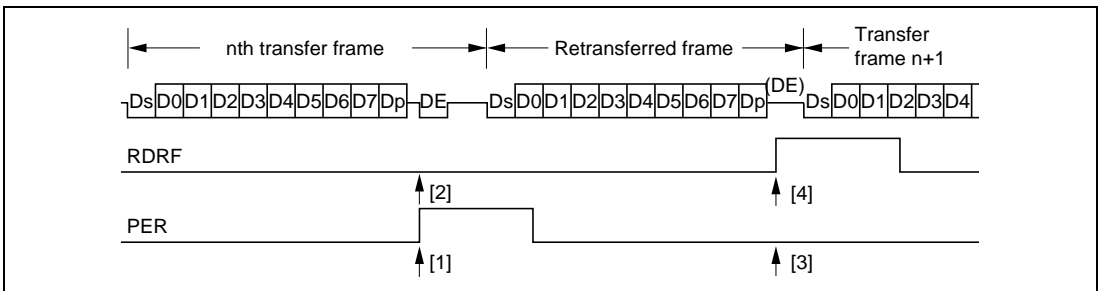 nth transfer frame
Retransferred frame
Transfer
frame n+1
Ds D0 D1 D2 D3 D4 D5 D6 D7 Dp DE Ds D0 D1 D2 D3 D4 D5 D6 D7 Dp (DE) Ds D0 D1 D2 D3 D4
RDRF
[2] [4]
PER
[1] [3]